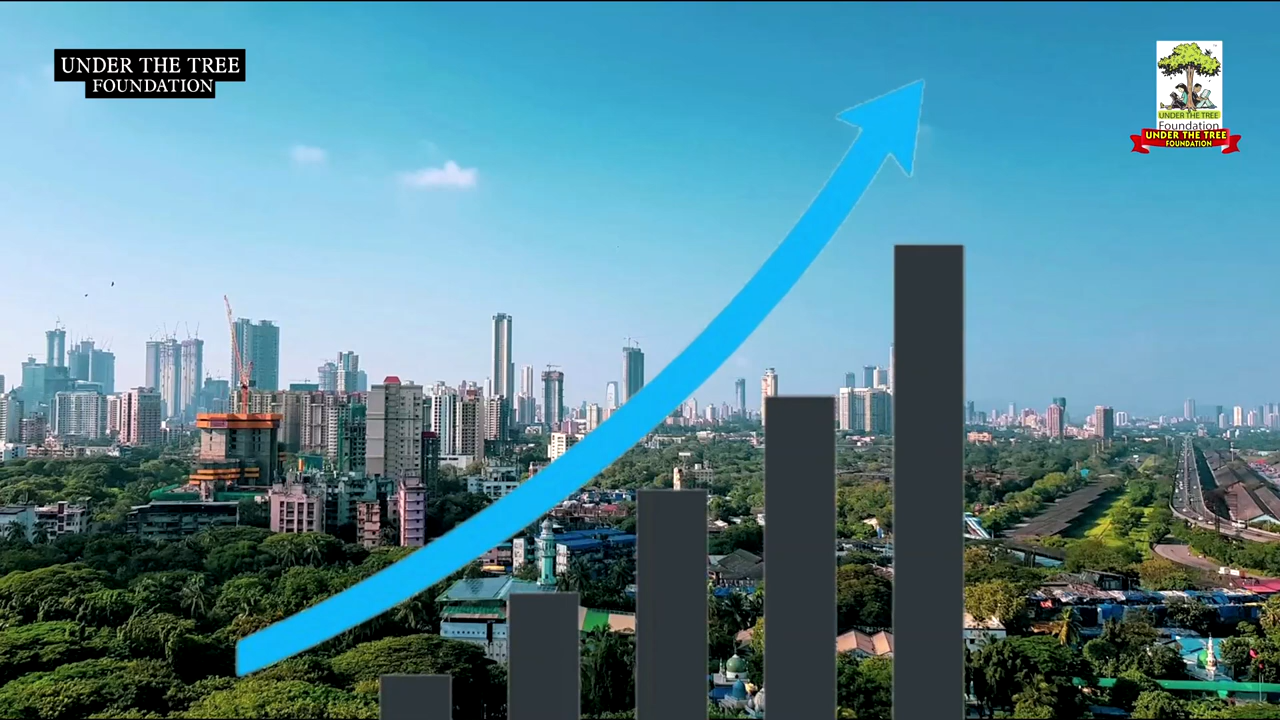 UNDER THE TREE
FOUNDATION
UNDER THE TREE
Foundation
UNDER THE TREE
FOUNDATION